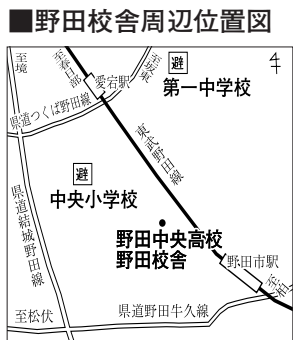 ■野田校舎周辺位置図
至境
至春日部
愛宕駅
至坂東
避
第一中学校
県道つくば野田線
東武野田線
避
中央小学校
県道結城野田線
野田中央高校
野田校舎
野田市駅
至柏
県道野田牛久線
至松伏